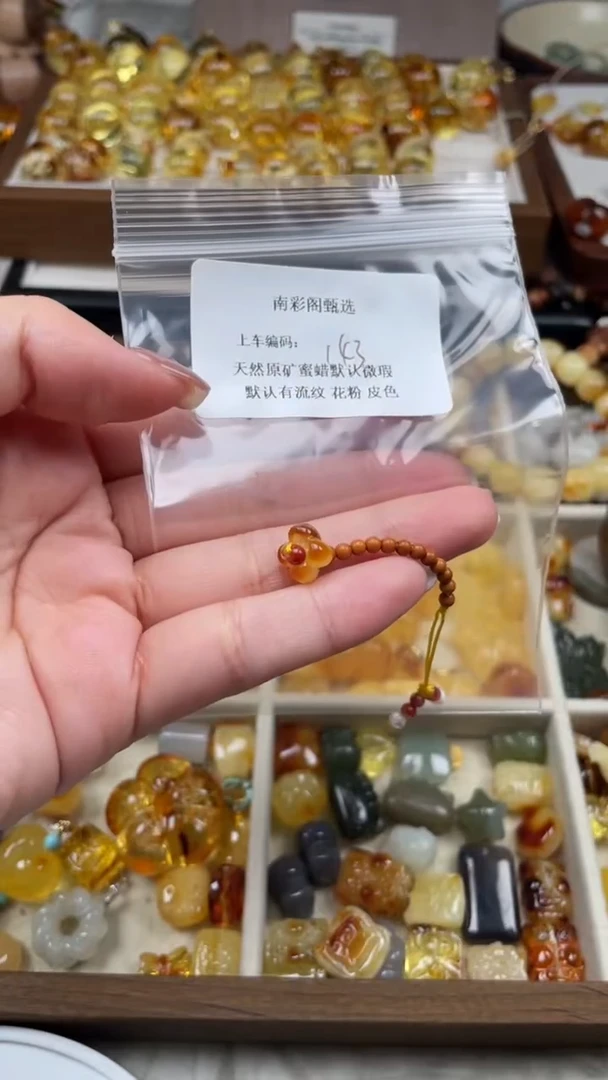 南彩阁甄选
上车编码： 143
天然原矿蜜蜡默认微瑕
默认有流纹 花粉 皮色